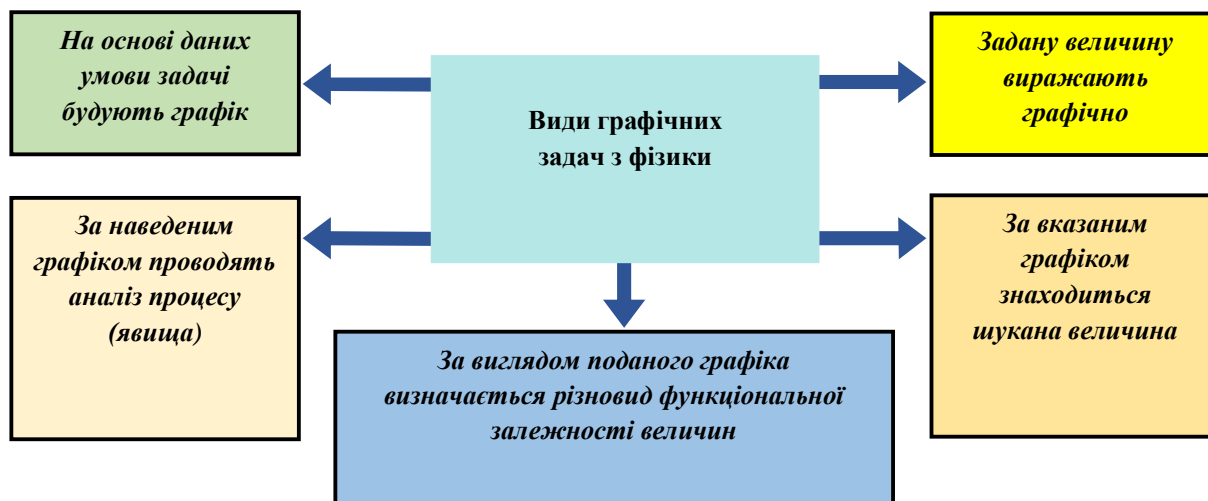 На основі даних
умови задачі
будують графік
Види графічних
задач з фізики
Задану величину
виражають
графічно
За наведеним
графіком проводять
аналіз процесу
(явища)
За вказаним
графіком
знаходиться
шукана величина
За виглядом поданого графіка
визначається різновид функціональної
залежності величин